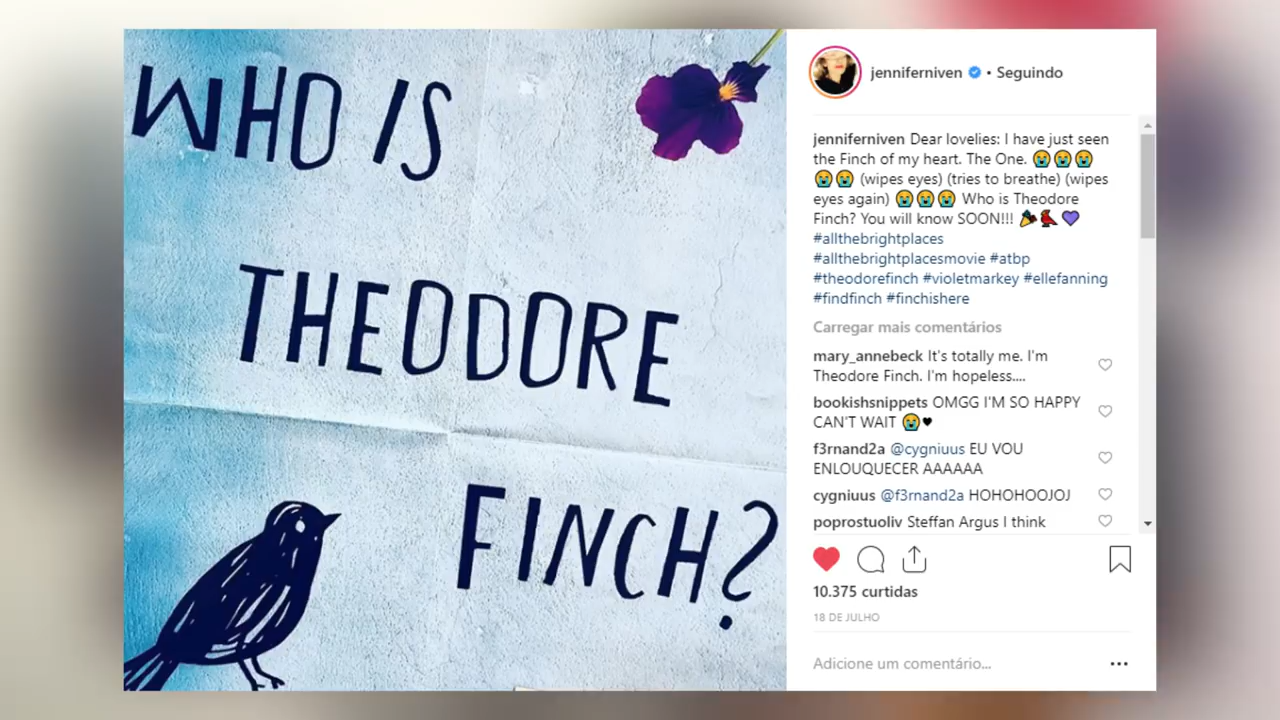 WHO IS
THEODORE
FINCH?
jenniferniven • Seguindo
jenniferniven Dear lovelies: I have just seen
the Finch of my heart. The One. 😭😭😭
😭😭 (wipes eyes) (tries to breathe) (wipes
eyes again) 😭😭😭 Who is Theodore
Finch? You will know SOON!!! 🎉🐦💜
#allthebrightplaces
#allthebrightplacesmovie #atbp
#theodorefinch #violetmarkey #ellefanning
#findfinch #finchishere
Carregar mais comentários
mary_annebeck It's totally me. I'm
Theodore Finch. I'm hopeless....
bookishsnippets OMGG I'M SO HAPPY
CAN'T WAIT 😭♥
f3rnand2a @cygniuus EU VOU
ENLOUQUECER AAAAAA
cygniuus @f3rnand2a HOHOHOOJOJ
poprostuoliv Steffan Argus I think
10.375 curtidas
18 DE JULHO
Adicione um comentário...